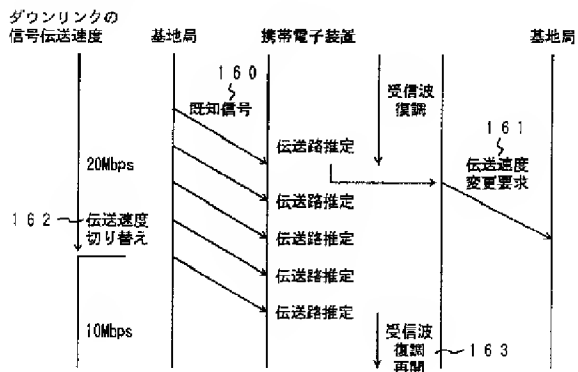 ダウンリンクの
信号伝送速度
基地局
携帯電子装置
基地局
160
既知信号
受信波
復調
161
伝送速度
変更要求
伝送路推定
20Mbps
伝送路推定
162
伝送速度
切り替え
伝送路推定
伝送路推定
伝送路推定
10Mbps
受信波
復調
再開
163